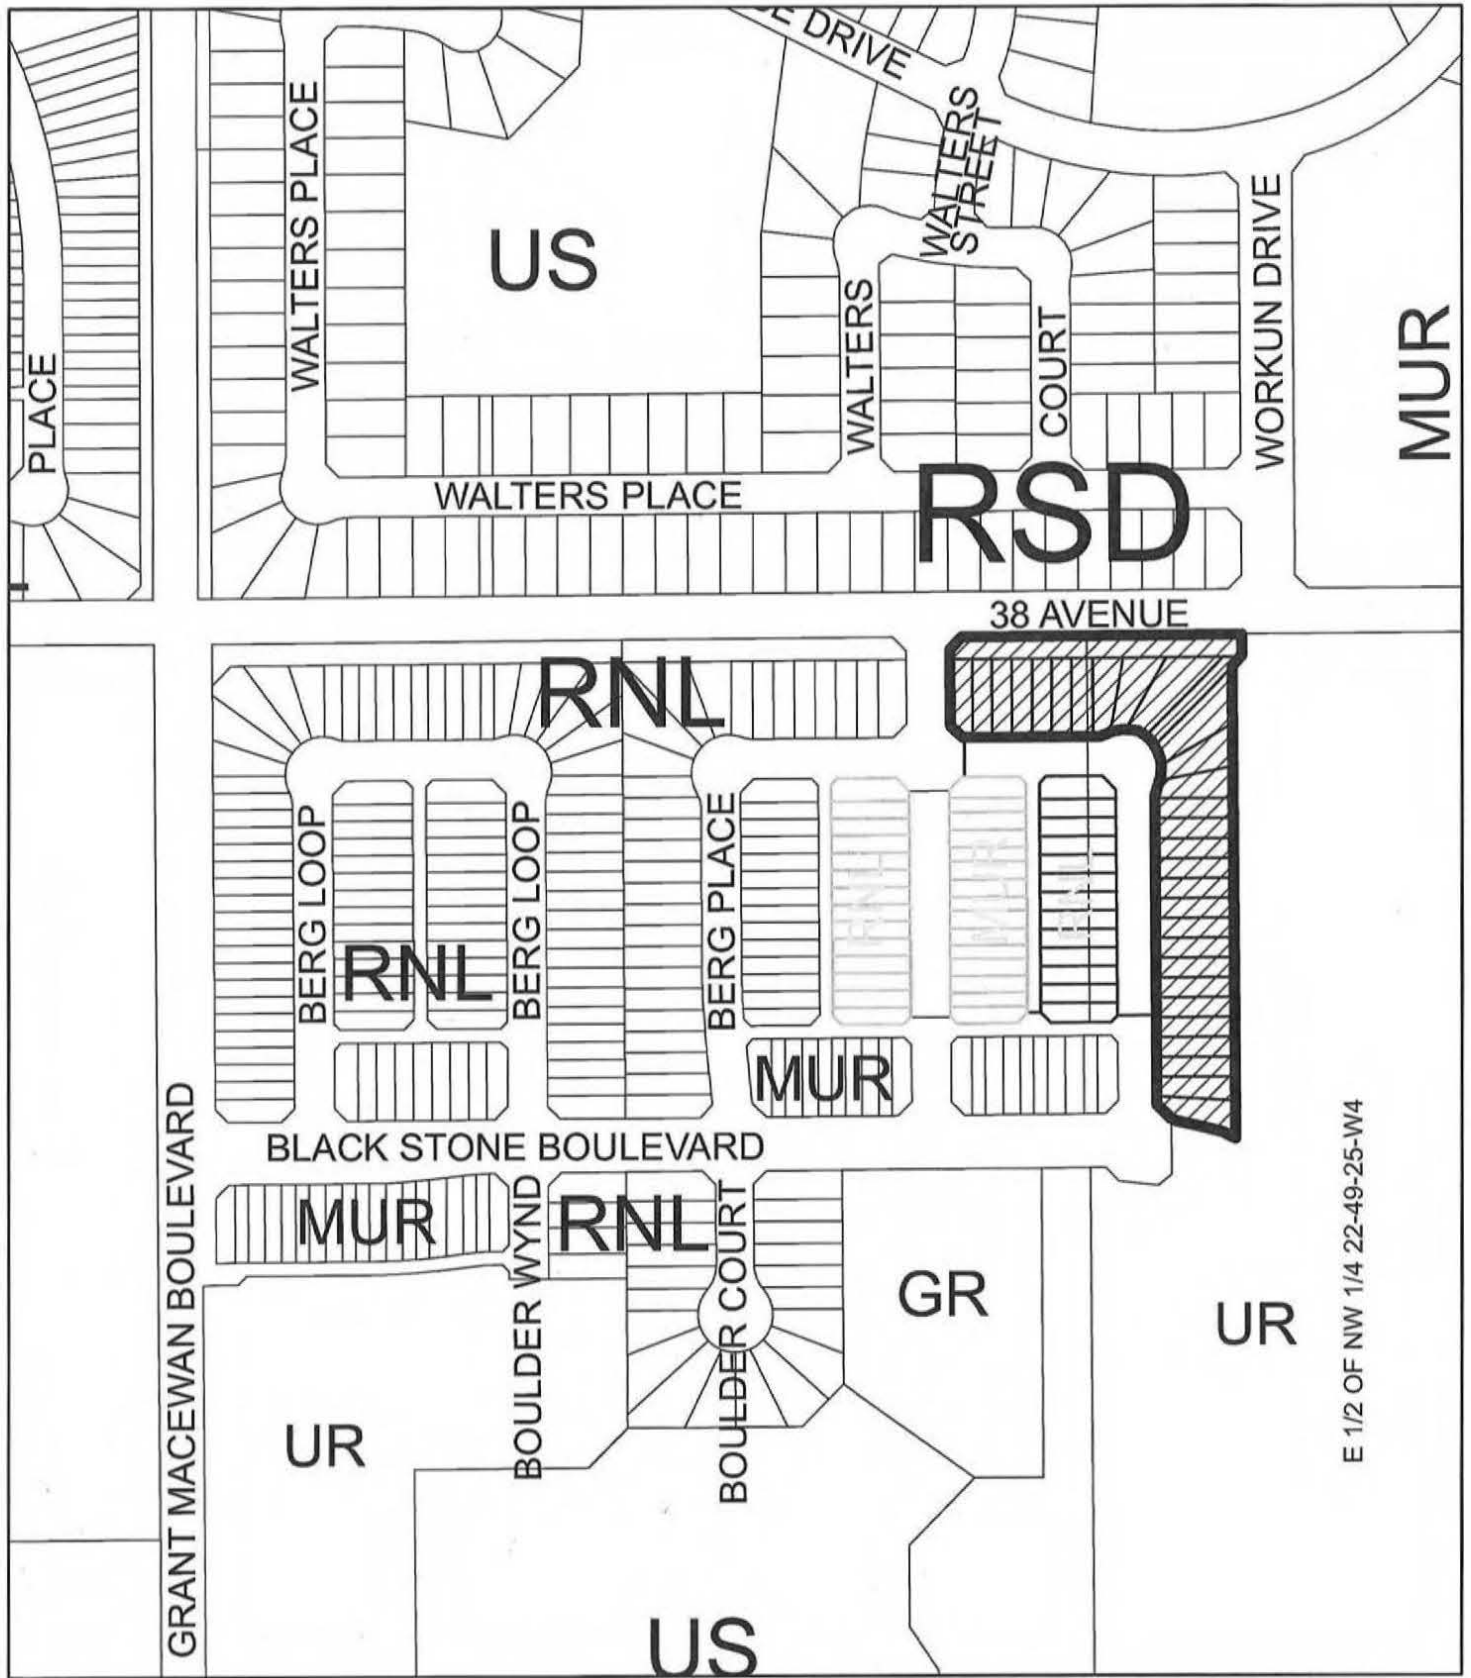 DRIVE
WALTERS PLACE
WALTERS
STREET
US
WORKUN DRIVE
MUR
WALTERS
COURT
PLACE
WALTERS PLACE
RSD
38 AVENUE
RNL
BERG LOOP
RNL
BERG LOOP
BERG PLACE
RNL
MUR
RNL
MUR
BLACK STONE BOULEVARD
GRANT MACEWAN BOULEVARD
MUR
BOULDER WYND
RNL
BOULDER COURT
GR
UR
E 1/2 OF NW 1/4 22-49-25-W4
UR
US